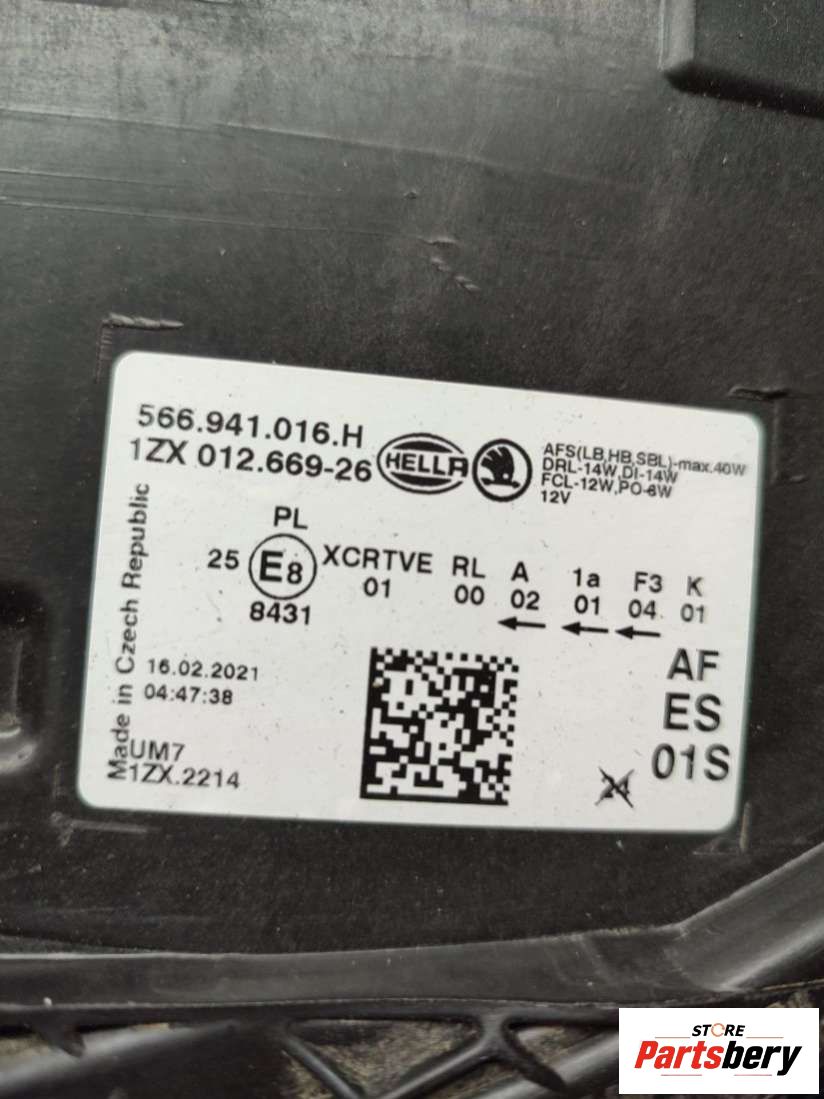 566.941.016.H
1ZX 012.669-26
HELLA
AFS(LB,HB,SBL)-max.40W
DRL-14W,DI-14W
FCL-12W,PO-6W
12V
PL
25 E8 XCRTVE RL A 1a F3 K
8431 01 00 02 01 04 01
Made in Czech Republic
16.02.2021
04:47:38
UM7
1ZX.2214
AF
ES
01S
24
STORE
Partsbery